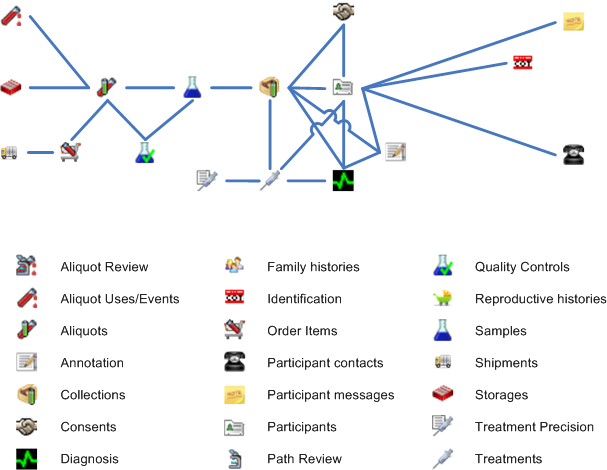 Aliquot Review
Family histories
Quality Controls
Aliquot Uses/Events
Identification
Reproductive histories
Aliquots
Order Items
Samples
Annotation
Participant contacts
Shipments
Collections
Participant messages
Storages
Consents
Participants
Treatment Precision
Diagnosis
Path Review
Treatments